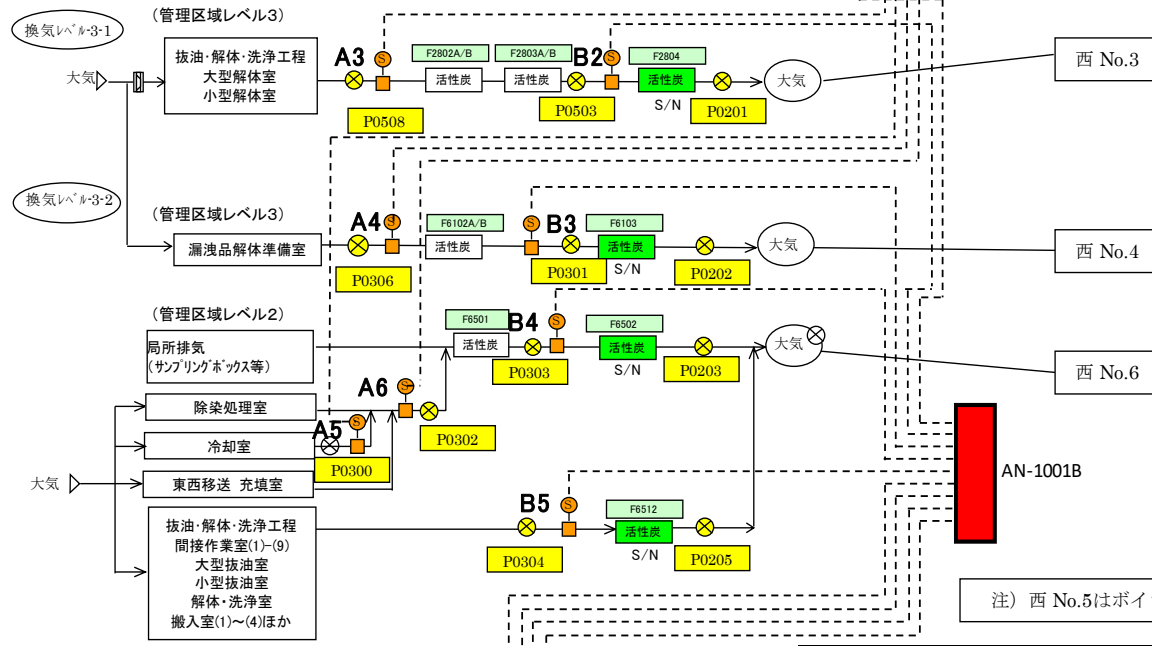 換気ﾚﾍﾞﾙ-3-1
(管理区域レベル3)
大気
抜油･解体･洗浄工程
大型解体室
小型解体室
A3
S
P0508
F2802A/B
活性炭
F2803A/B
活性炭
B2
S
P0503
F2804
活性炭
S/N
P0201
大気
西 No.3
換気ﾚﾍﾞﾙ-3-2
(管理区域レベル3)
漏洩品解体準備室
A4
S
P0306
F6102A/B
活性炭
S
B3
P0301
F6103
活性炭
S/N
P0202
大気
西 No.4
(管理区域レベル2)
局所排気
(ｻﾝﾌﾟﾘﾝｸﾞﾎﾞｯｸｽ等)
F6501
活性炭
B4
S
P0303
F6502
活性炭
S/N
P0203
大気
西 No.6
除染処理室
A6
S
P0302
冷却室
A5
S
P0300
大気
東西移送 充填室
抜油･解体･洗浄工程
間接作業室(1)-(9)
大型抜油室
小型抜油室
解体･洗浄室
搬入室(1)～(4)ほか
B5
S
P0304
F6512
活性炭
S/N
P0205
AN-1001B
注) 西 No.5はボイ